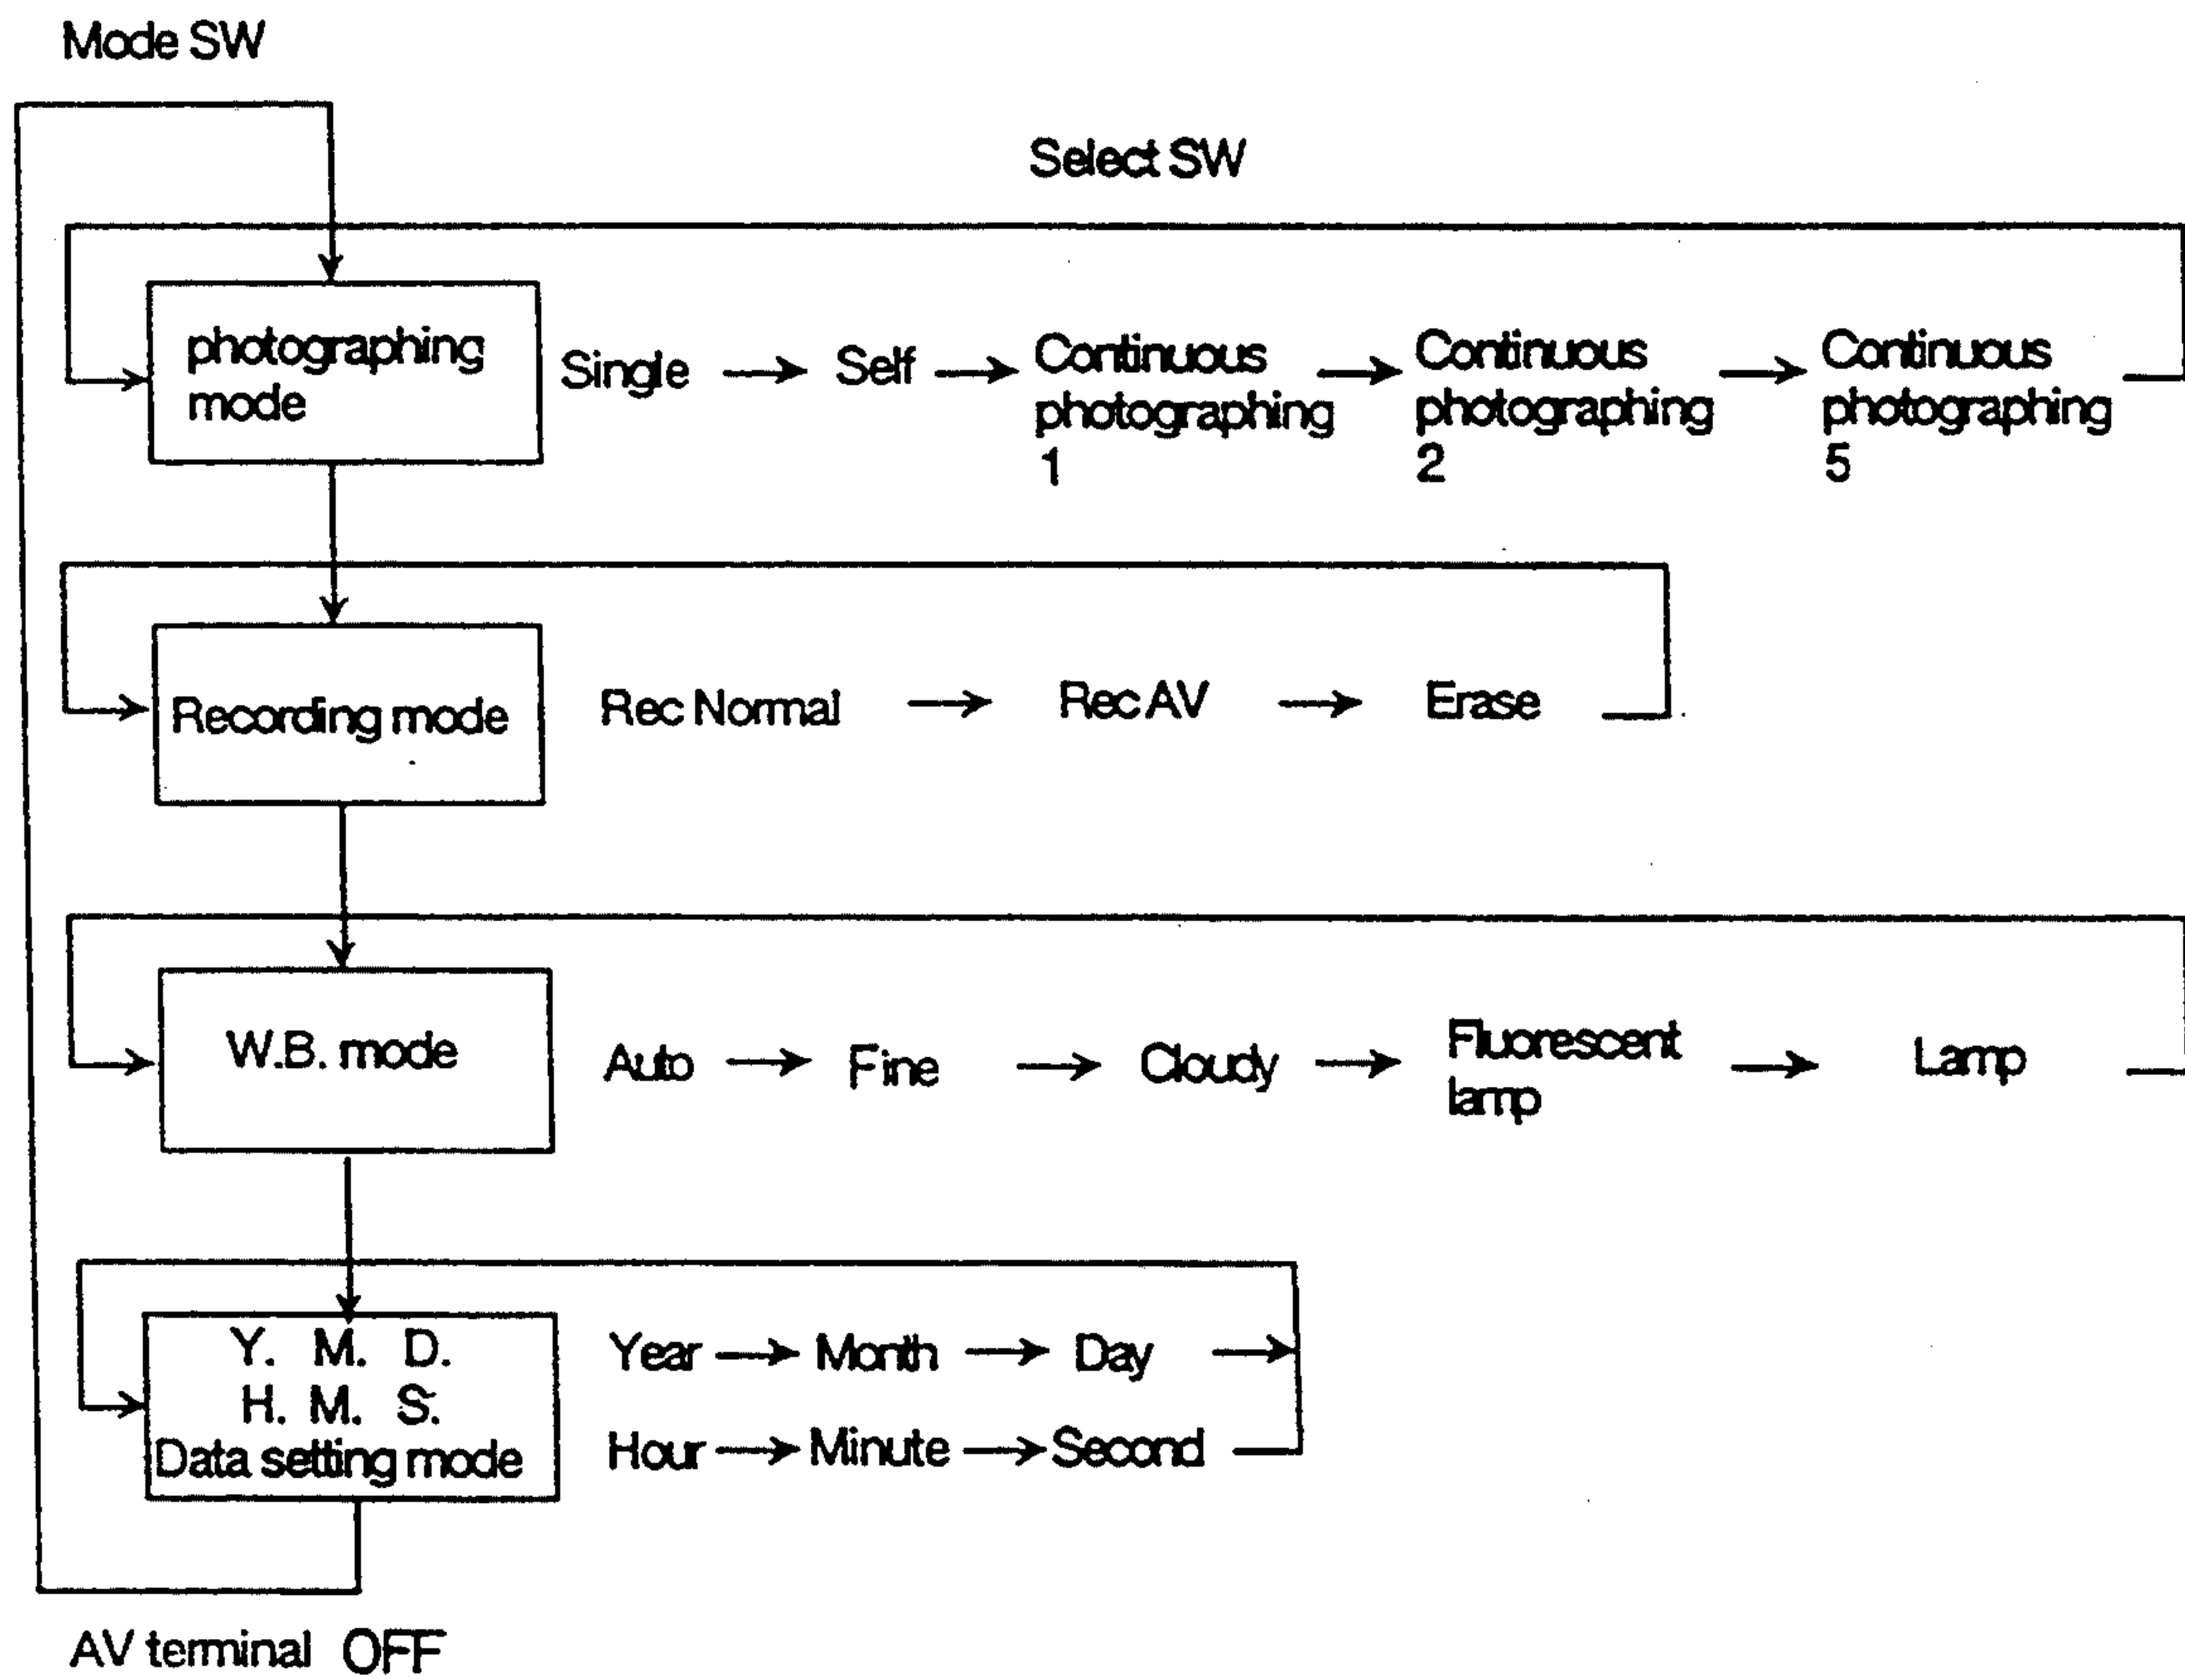 Mode SW
Select SW
photographing
mode
Single
Self
Continuous
photographing
1
Continuous
photographing
2
Continuous
photographing
5
Recording mode
Rec Normal
Rec AV
Erase
W.B. mode
Auto
Fine
Cloudy
Fluorescent
lamp
Lamp
Y. M. D.
H. M. S.
Data setting mode
Year
Month
Day
Hour
Minute
Second
AV terminal OFF